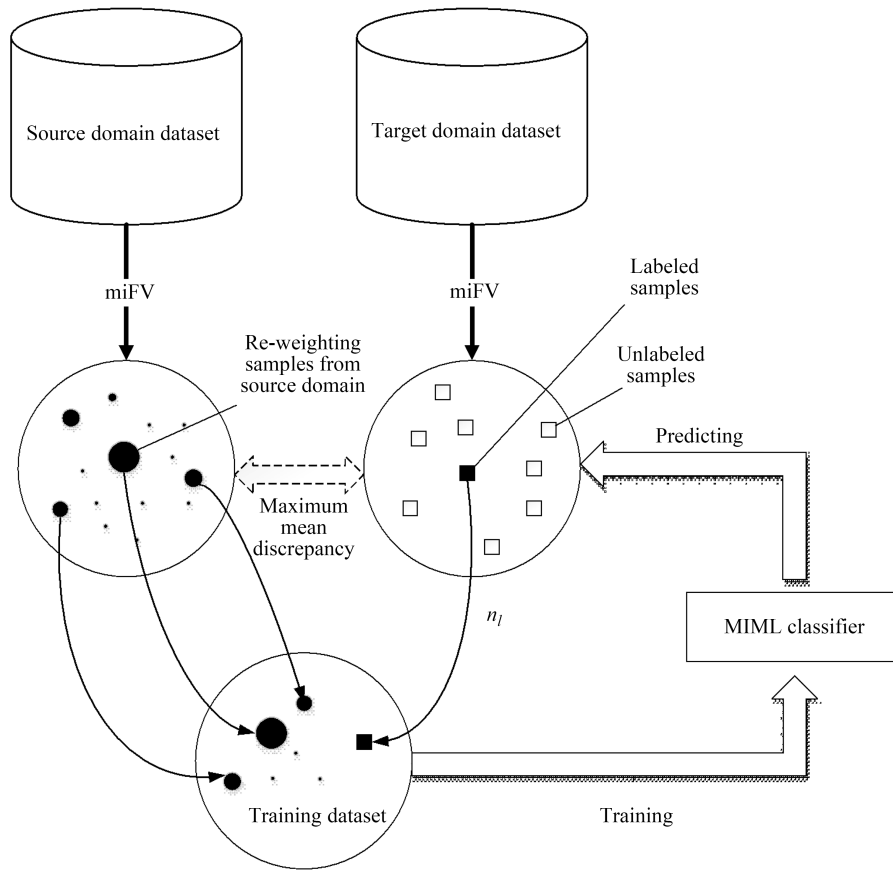 Source domain dataset
Target domain dataset
miFV
miFV
Labeled
samples
Re-weighting
samples from
source domain
Unlabeled
samples
Predicting
Maximum
mean
discrepancy
n_l
MIML classifier
Training dataset
Training